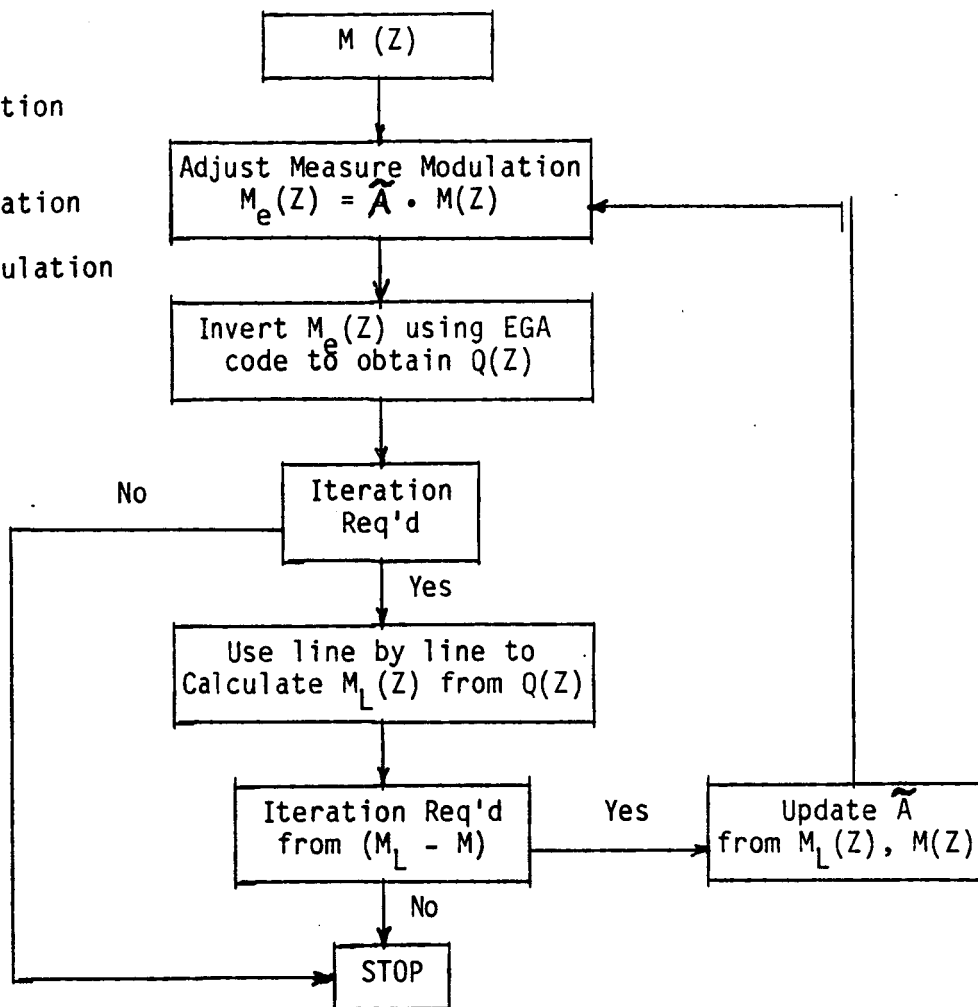 M (Z)
tion
Adjust Measure Modulation
ation
M_e(Z) = Ã • M(Z)
ulation
Invert M_e(Z) using EGA
code to obtain Q(Z)
No
Iteration
Req'd
Yes
Use line by line to
Calculate M_L(Z) from Q(Z)
Iteration Req'd
from (M_L - M)
Yes
Update Ã
from M_L(Z), M(Z)
No
STOP